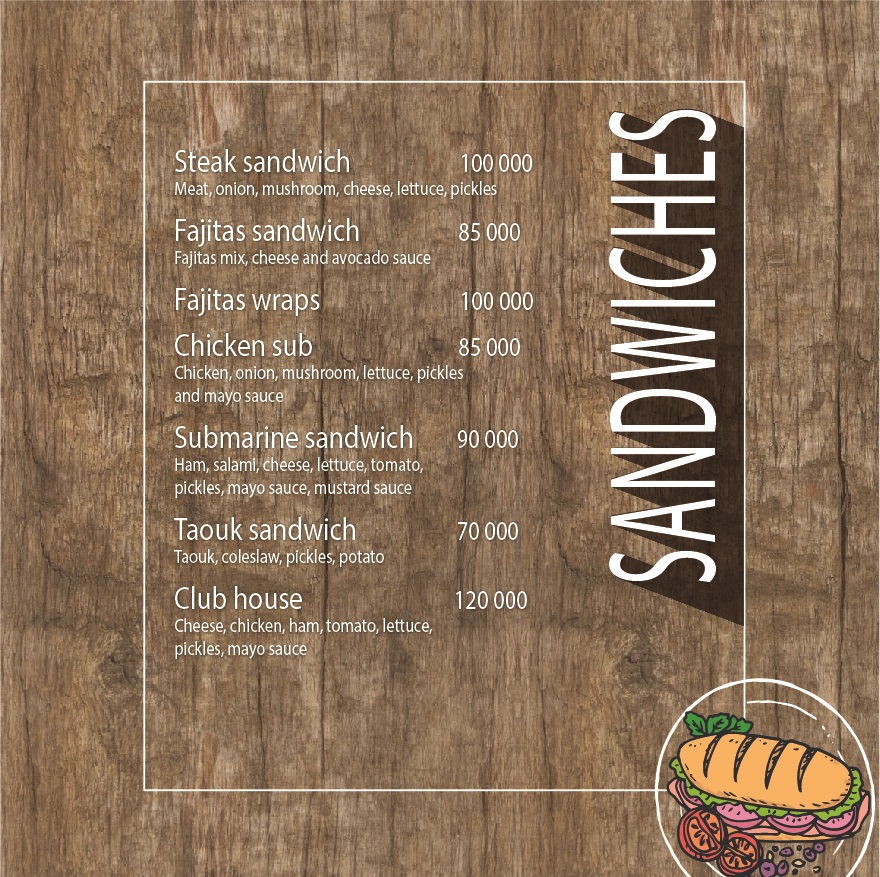 SANDWICHES
Steak sandwich 100 000
Meat, onion, mushroom, cheese, lettuce, pickles
Fajitas sandwich 85 000
Fajitas mix, cheese and avocado sauce
Fajitas wraps 100 000
Chicken sub 85 000
Chicken, onion, mushroom, lettuce, pickles
and mayo sauce
Submarine sandwich 90 000
Ham, salami, cheese, lettuce, tomato,
pickles, mayo sauce, mustard sauce
Taouk sandwich 70 000
Taouk, coleslaw, pickles, potato
Club house 120 000
Cheese, chicken, ham, tomato, lettuce,
pickles, mayo sauce